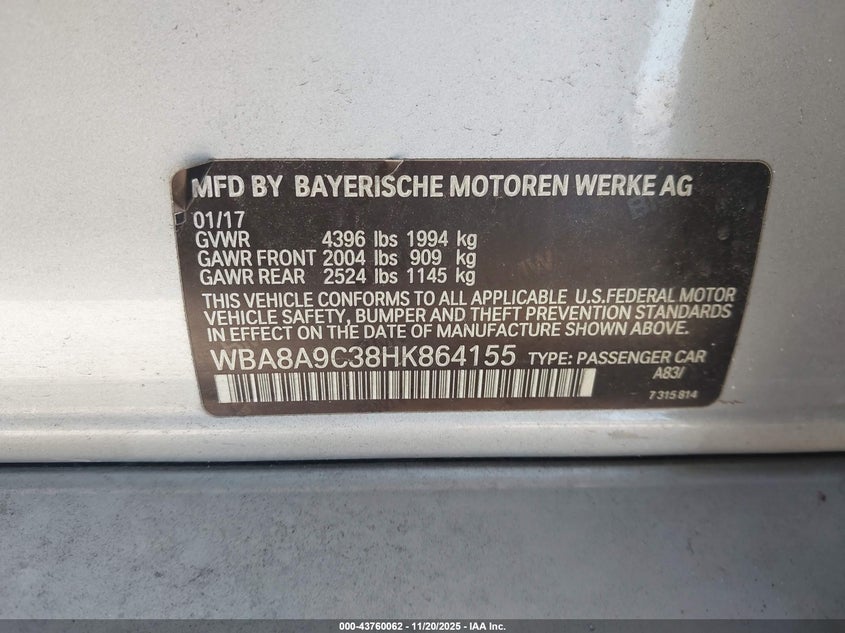 MFD BY BAYERISCHE MOTOREN WERKE AG
01/17
GVWR 4396 lbs 1994 kg
GAWR FRONT 2004 lbs 909 kg
GAWR REAR 2524 lbs 1145 kg
THIS VEHICLE CONFORMS TO ALL APPLICABLE U.S.FEDERAL MOTOR
VEHICLE SAFETY, BUMPER AND THEFT PREVENTION STANDARDS
IN EFFECT ON THE DATE OF MANUFACTURE SHOWN ABOVE.
WBA8A9C38HK864155 TYPE: PASSENGER CAR
A83/
7 315 814
000-43760062 - 11/20/2025 - IAA Inc.